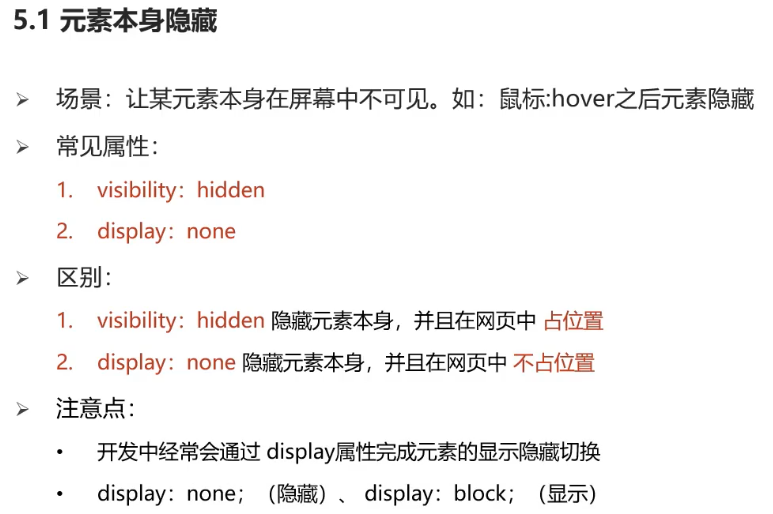 5.1 元素本身隐藏
➢ 场景：让某元素本身在屏幕中不可见。如：鼠标:hover之后元素隐藏
➢ 常见属性：
1. visibility：hidden
2. display：none
➢ 区别：
1. visibility：hidden 隐藏元素本身，并且在网页中 占位置
2. display：none 隐藏元素本身，并且在网页中 不占位置
➢ 注意点：
• 开发中经常会通过 display属性完成元素的显示隐藏切换
• display：none；（隐藏）、 display：block；（显示）